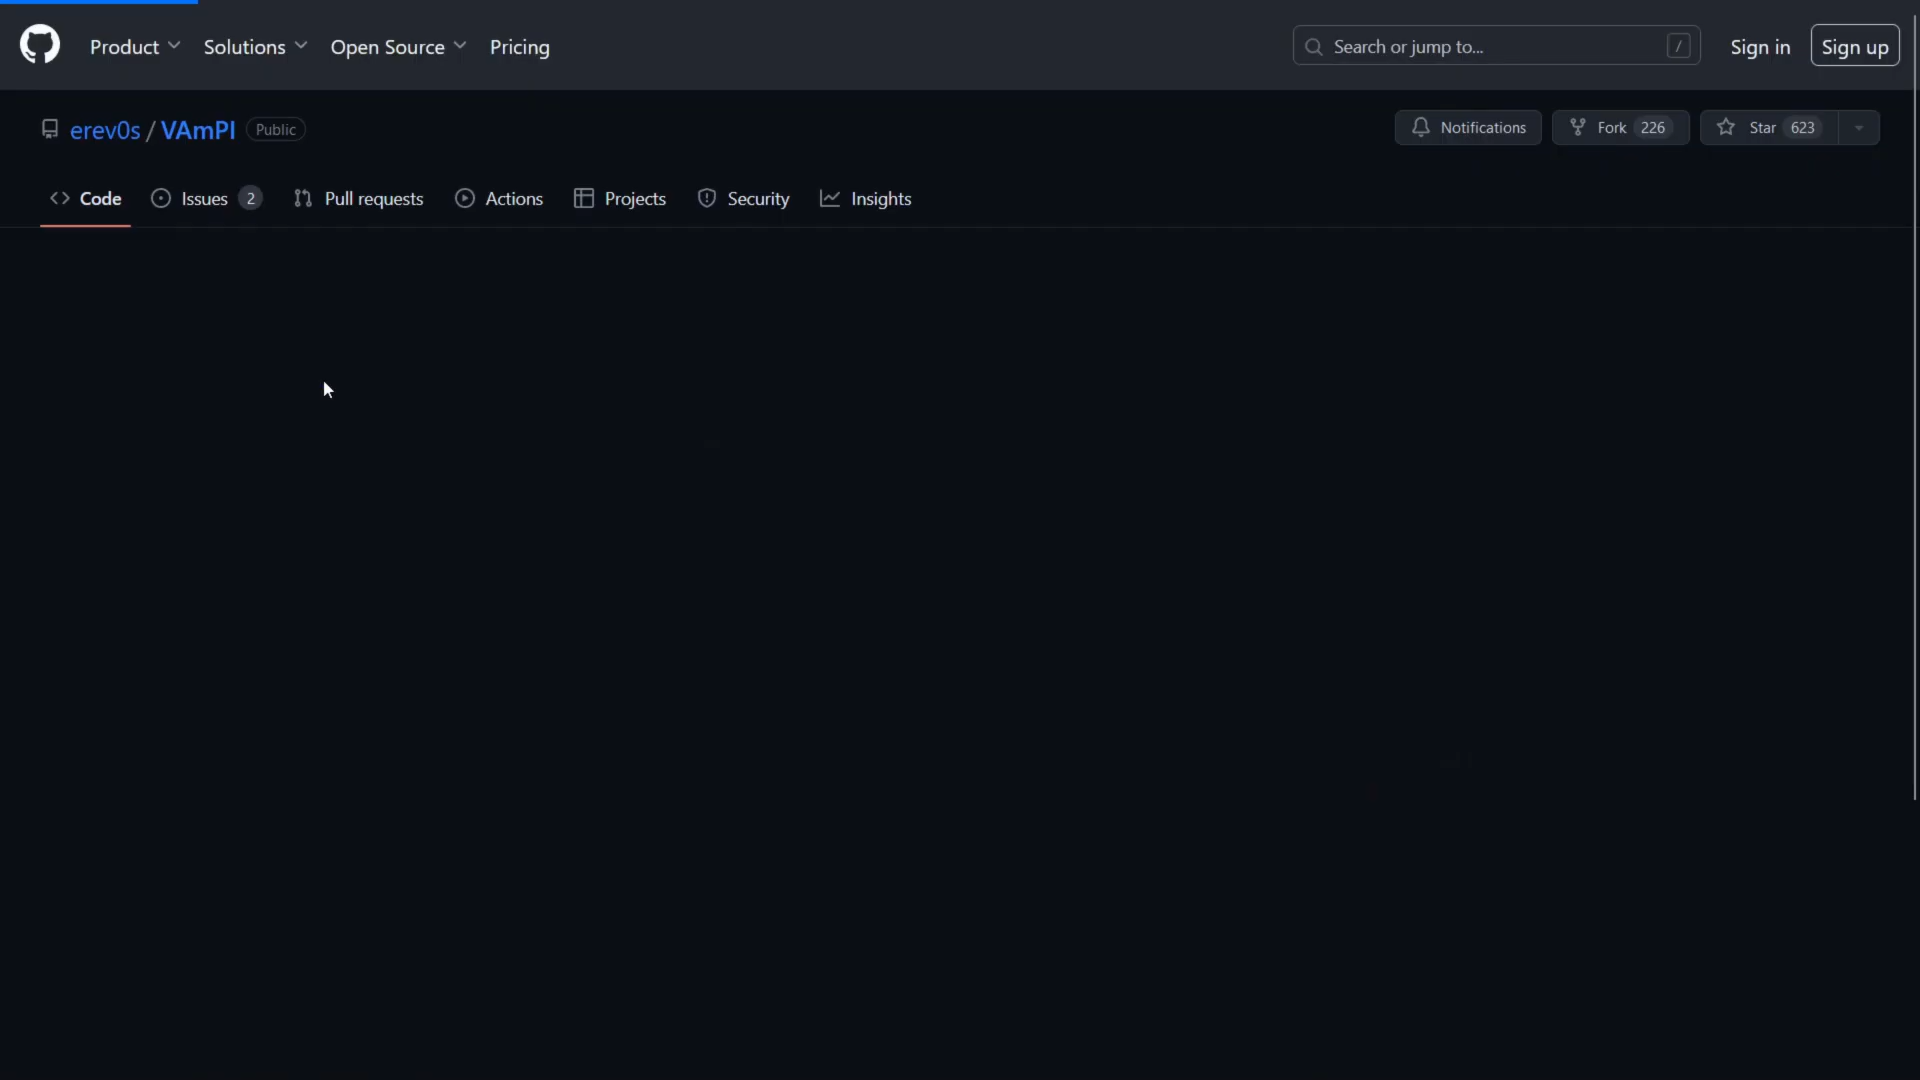 Product Solutions Open Source Pricing Search or jump to... / Sign in Sign up
erev0s / VAmPI Public Notifications Fork 226 Star 623
Code Issues 2 Pull requests Actions Projects Security Insights